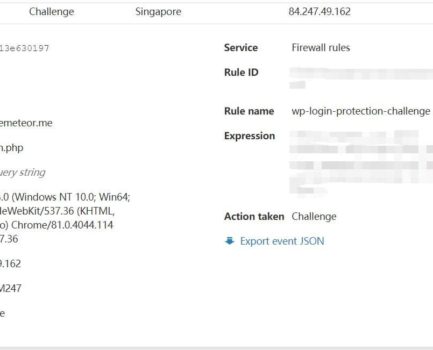 Challenge Singapore 84.247.49.162
13e630197
Service Firewall rules
Rule ID
Rule name wp-login-protection-challenge
emeteor.me
Expression
n.php
uery string
.0 (Windows NT 10.0; Win64;
leWebKit/537.36 (KHTML,
o) Chrome/81.0.4044.114
7.36
Action taken Challenge
Export event JSON
9.162
M247
e